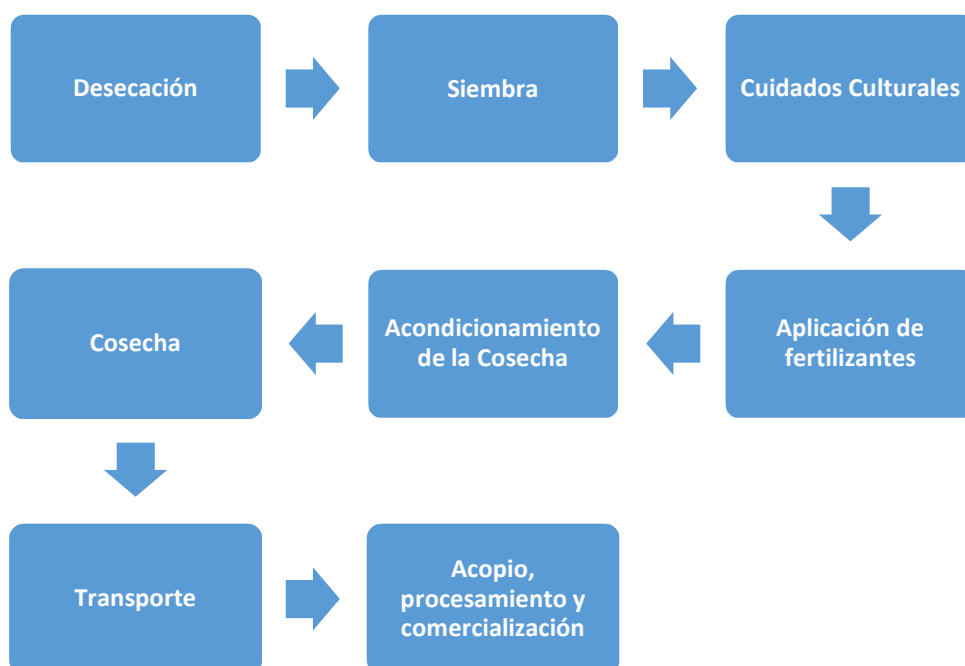 Desecación
Siembra
Cuidados Culturales
Aplicación de
fertilizantes
Acondicionamiento
de la Cosecha
Cosecha
Transporte
Acopio,
procesamiento y
comercialización